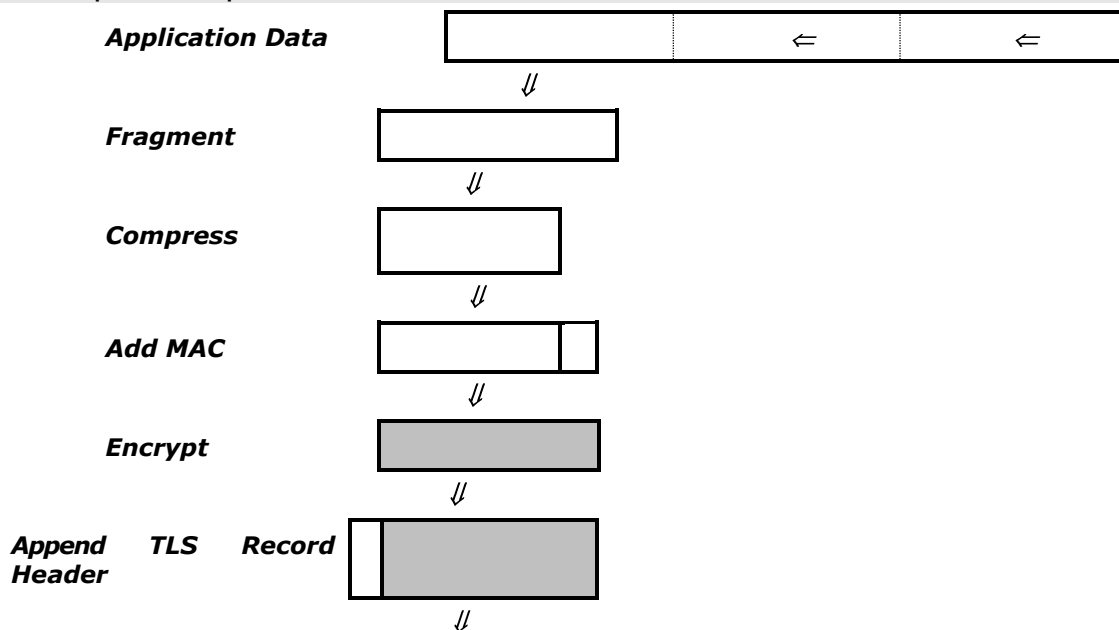 Application Data
⇐ ⇐
⇓
Fragment
⇓
Compress
⇓
Add MAC
⇓
Encrypt
⇓
Append TLS Record
Header
⇓